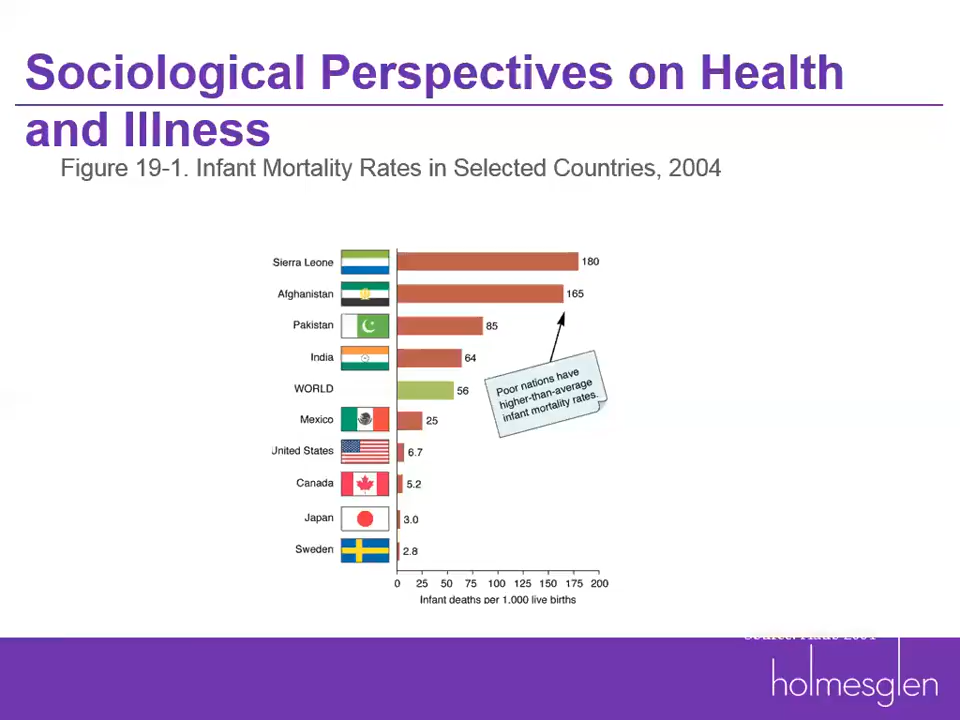 Sociological Perspectives on Health
and Illness
Figure 19-1. Infant Mortality Rates in Selected Countries, 2004
Sierra Leone 180
Afghanistan 165
Pakistan 85
India 64
WORLD 56
Mexico 25
United States 6.7
Canada 5.2
Japan 3.0
Sweden 2.8
Poor nations have
higher-than-average
infant mortality rates.
0 25 50 75 100 125 150 175 200
Infant deaths per 1,000 live births
holmesglen